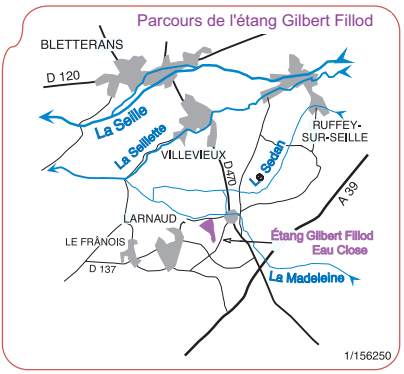 Parcours de l'étang Gilbert Fillod
BLETTERANS
D 120
La Seille
La Seillette
RUFFEY-
SUR-SEILLE
VILLEVIEUX
D 470
Le Sedan
A 39
LARNAUD
Étang Gilbert Fillod
Eau Close
LE FRÂNOIS
D 137
La Madeleine
1/156250